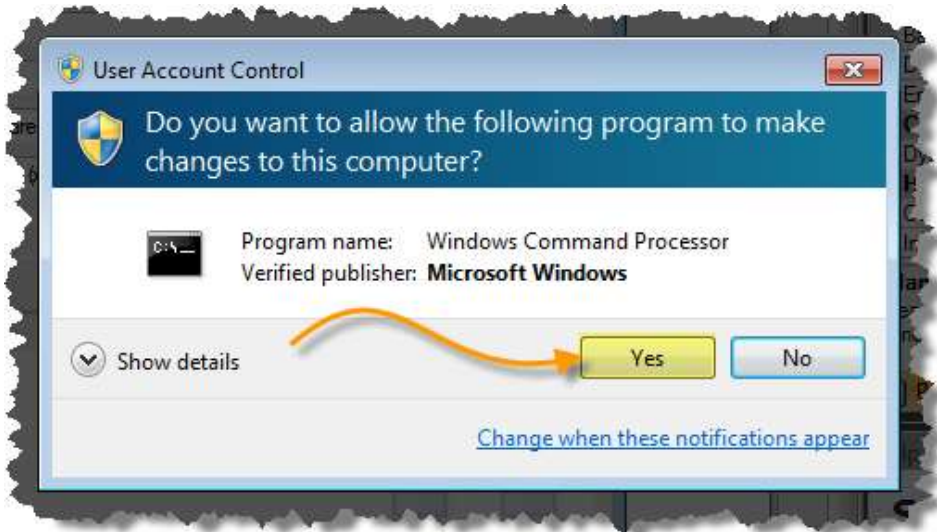 User Account Control
Do you want to allow the following program to make
changes to this computer?
C:\_
Program name: Windows Command Processor
Verified publisher: Microsoft Windows
Show details
Yes
No
Change when these notifications appear